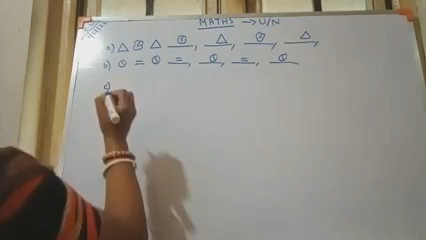 MATHS → U/N
a) △ ☺ △ ☺, △, ☺, △,
b) Ⓛ = Ⓛ =, Ⓛ, =, Ⓛ
c)